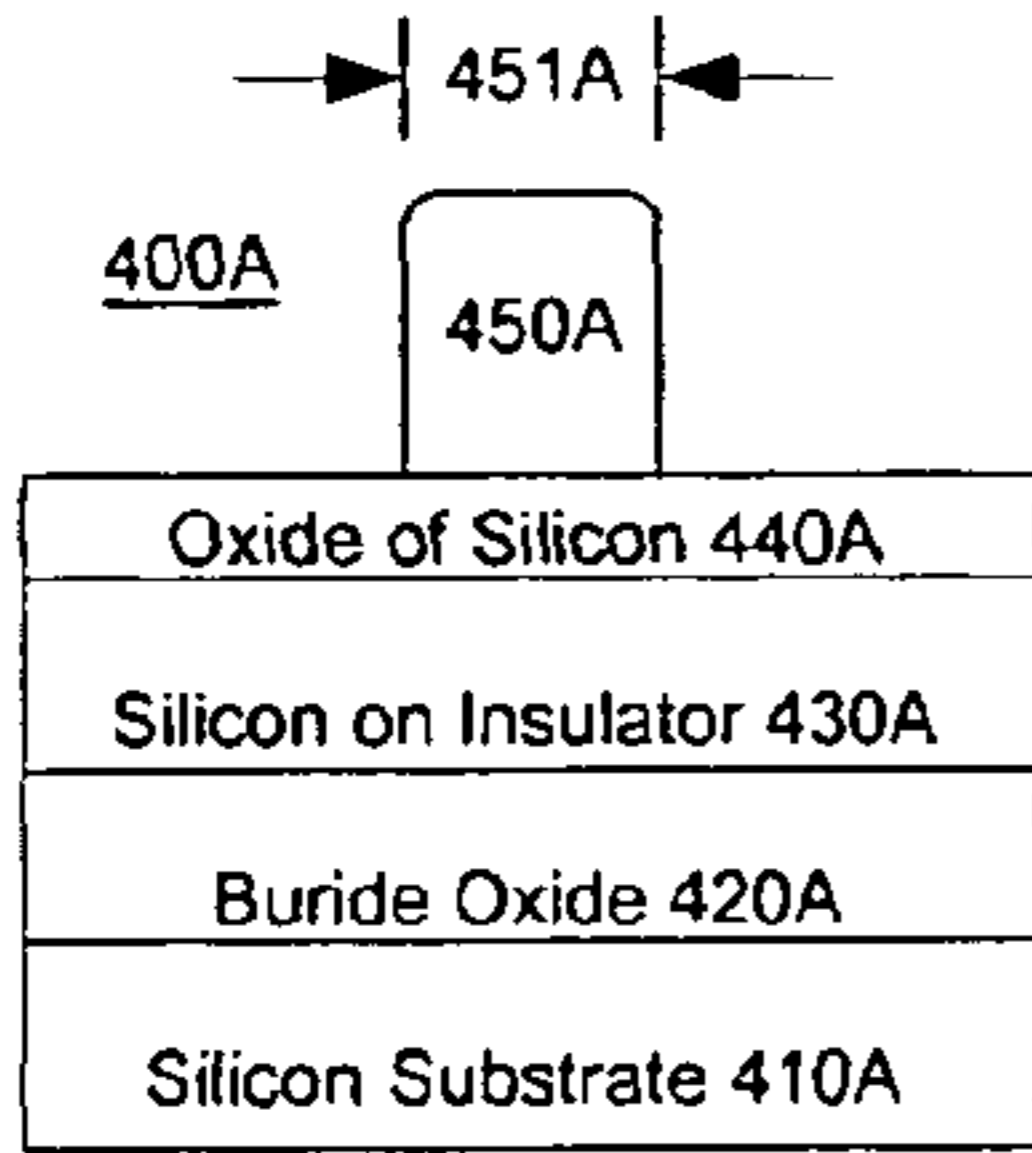 451A
400A
450A
Oxide of Silicon 440A
Silicon on Insulator 430A
Buride Oxide 420A
Silicon Substrate 410A